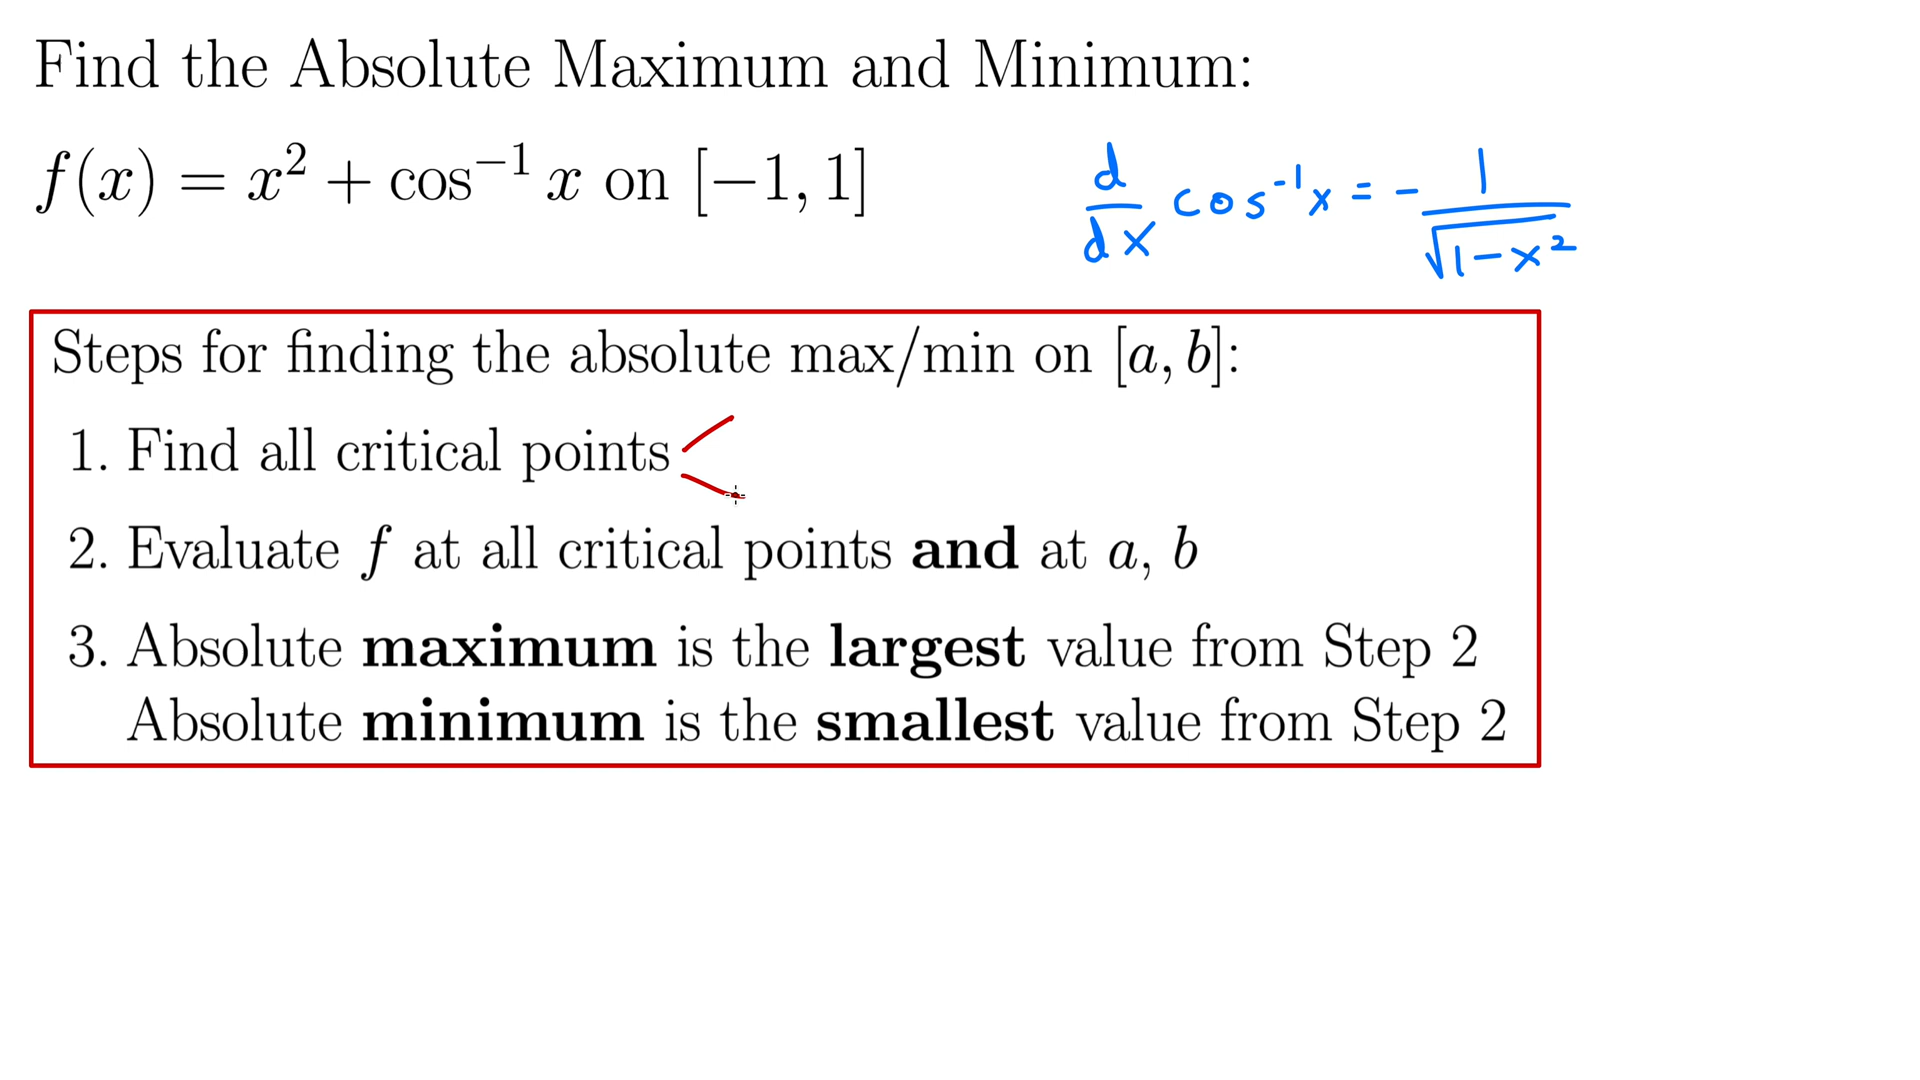 Find the Absolute Maximum and Minimum:
f(x) = x² + cos⁻¹ x on [−1, 1]
d/dx cos⁻¹x = - 1/√(1-x²)
Steps for finding the absolute max/min on [a, b]:
1. Find all critical points
2. Evaluate f at all critical points and at a, b
3. Absolute maximum is the largest value from Step 2
Absolute minimum is the smallest value from Step 2